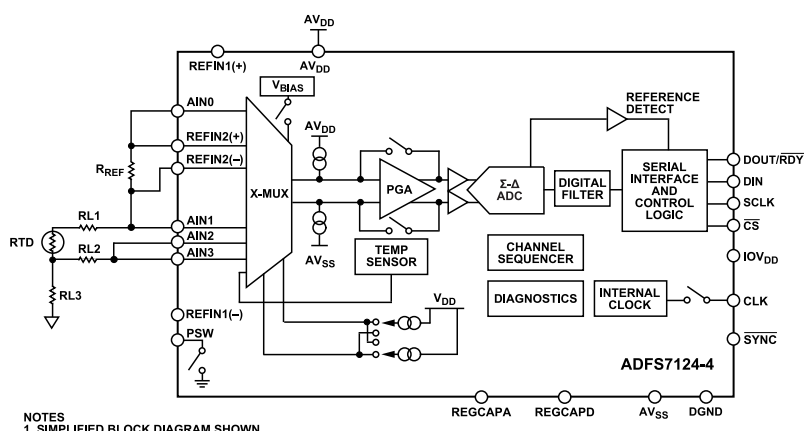 AVDD
REFIN1(+)
AVDD
VBIAS
AIN0
REFIN2(+)
REFIN2(–)
RREF
AVDD
X-MUX
PGA
Σ-Δ
ADC
DIGITAL
FILTER
REFERENCE
DETECT
SERIAL
INTERFACE
AND
CONTROL
LOGIC
DOUT/RDY
DIN
SCLK
CS
RL1
AIN1
RTD
RL2
AIN2
AIN3
AVSS
TEMP
SENSOR
CHANNEL
SEQUENCER
IOVDD
RL3
VDD
DIAGNOSTICS
INTERNAL
CLOCK
CLK
REFIN1(–)
PSW
SYNC
ADFS7124-4
REGCAPA
REGCAPD
AVSS
DGND
NOTES
1. SIMPLIFIED BLOCK DIAGRAM SHOWN